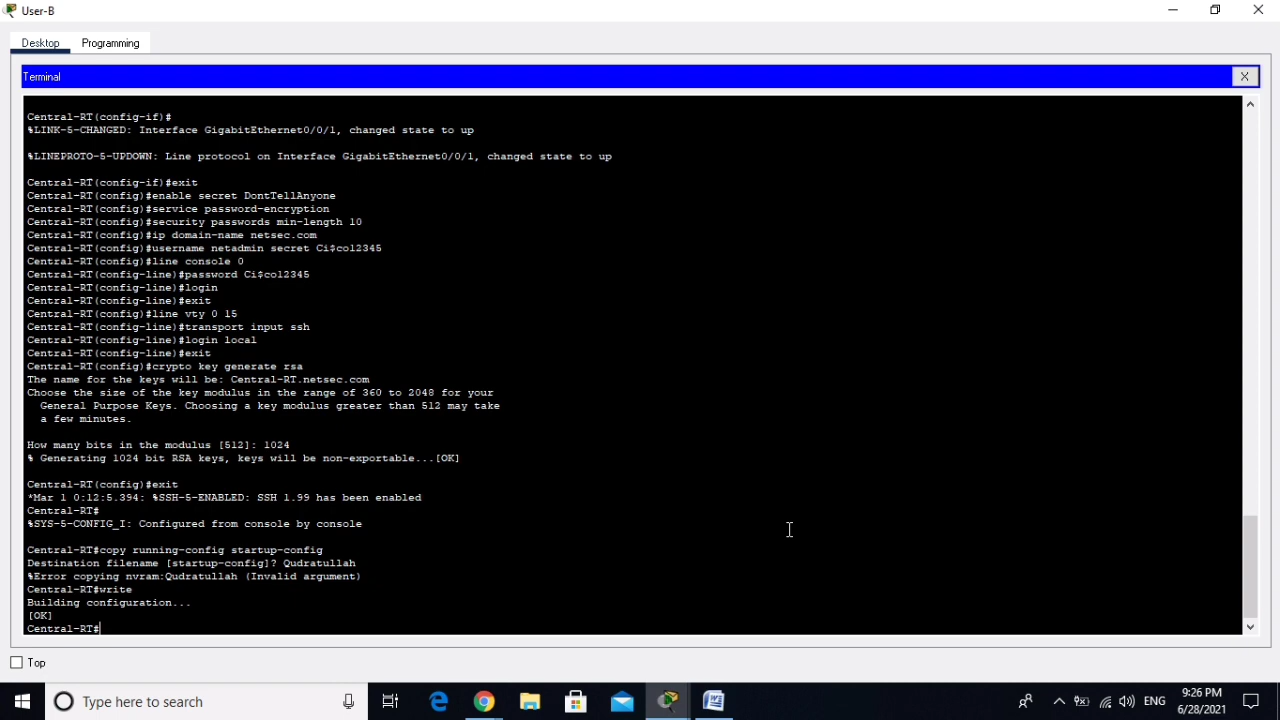 User-B
Desktop Programming
Terminal X
Central-RT(config-if)#
%LINK-5-CHANGED: Interface GigabitEthernet0/0/1, changed state to up
%LINEPROTO-5-UPDOWN: Line protocol on Interface GigabitEthernet0/0/1, changed state to up
Central-RT(config-if)#exit
Central-RT(config)#enable secret DontTellAnyone
Central-RT(config)#service password-encryption
Central-RT(config)#security passwords min-length 10
Central-RT(config)#ip domain-name netsec.com
Central-RT(config)#username netadmin secret Ci$co12345
Central-RT(config)#line console 0
Central-RT(config-line)#password Ci$co12345
Central-RT(config-line)#login
Central-RT(config-line)#exit
Central-RT(config)#line vty 0 15
Central-RT(config-line)#transport input ssh
Central-RT(config-line)#login local
Central-RT(config-line)#exit
Central-RT(config)#crypto key generate rsa
The name for the keys will be: Central-RT.netsec.com
Choose the size of the key modulus in the range of 360 to 2048 for your
General Purpose Keys. Choosing a key modulus greater than 512 may take
a few minutes.
How many bits in the modulus [512]: 1024
% Generating 1024 bit RSA keys, keys will be non-exportable...[OK]
Central-RT(config)#exit
*Mar 1 0:12:5.394: %SSH-5-ENABLED: SSH 1.99 has been enabled
Central-RT#
%SYS-5-CONFIG_I: Configured from console by console
Central-RT#copy running-config startup-config
Destination filename [startup-config]? Qudratullah
%Error copying nvram:Qudratullah (Invalid argument)
Central-RT#write
Building configuration...
[OK]
Central-RT#
Top
Type here to search
ENG
9:26 PM
6/28/2021